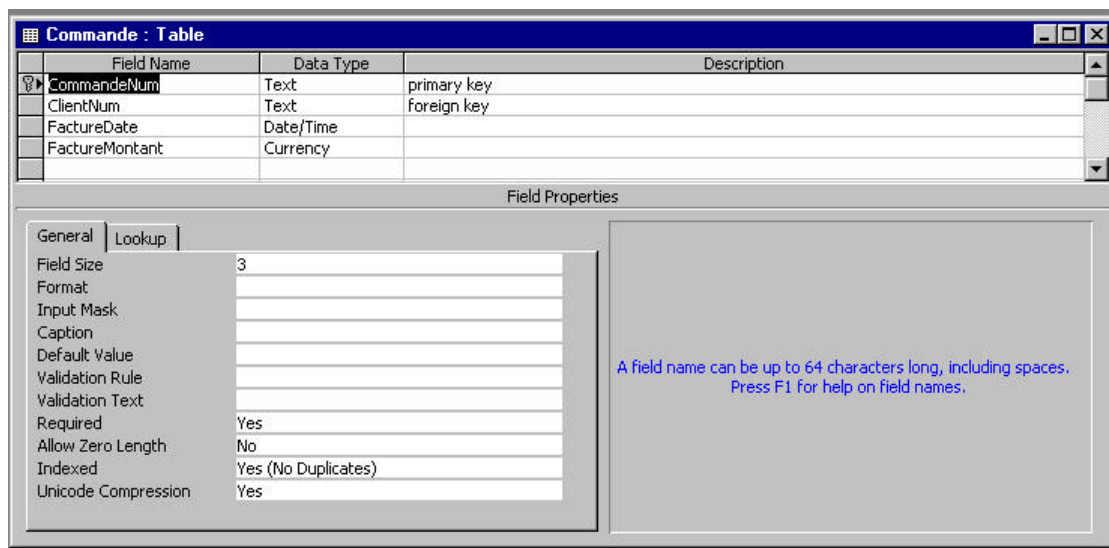 Commande : Table
Field Name Data Type Description
CommandeNum Text primary key
ClientNum Text foreign key
FactureDate Date/Time
FactureMontant Currency
Field Properties
General Lookup
Field Size 3
Format
Input Mask
Caption
Default Value
Validation Rule
Validation Text
Required Yes
Allow Zero Length No
Indexed Yes (No Duplicates)
Unicode Compression Yes
A field name can be up to 64 characters long, including spaces.
Press F1 for help on field names.